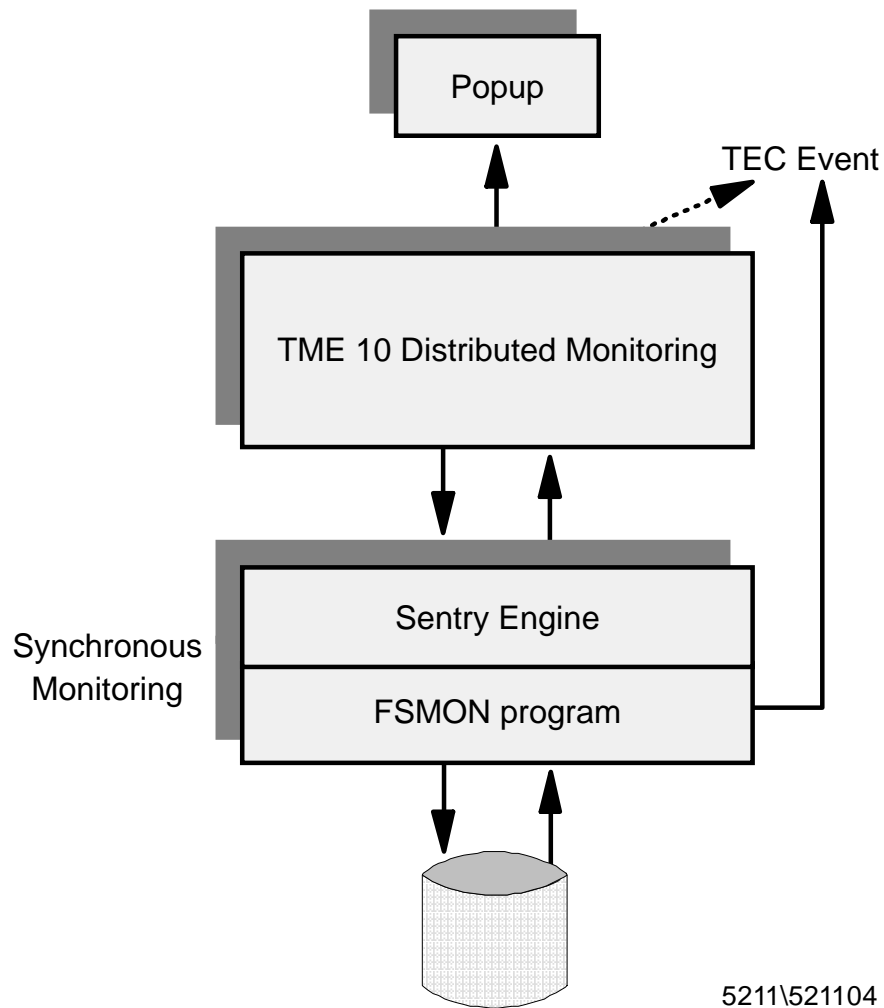 Popup
TEC Event
TME 10 Distributed Monitoring
Sentry Engine
Synchronous
Monitoring
FSMON program
5211\521104